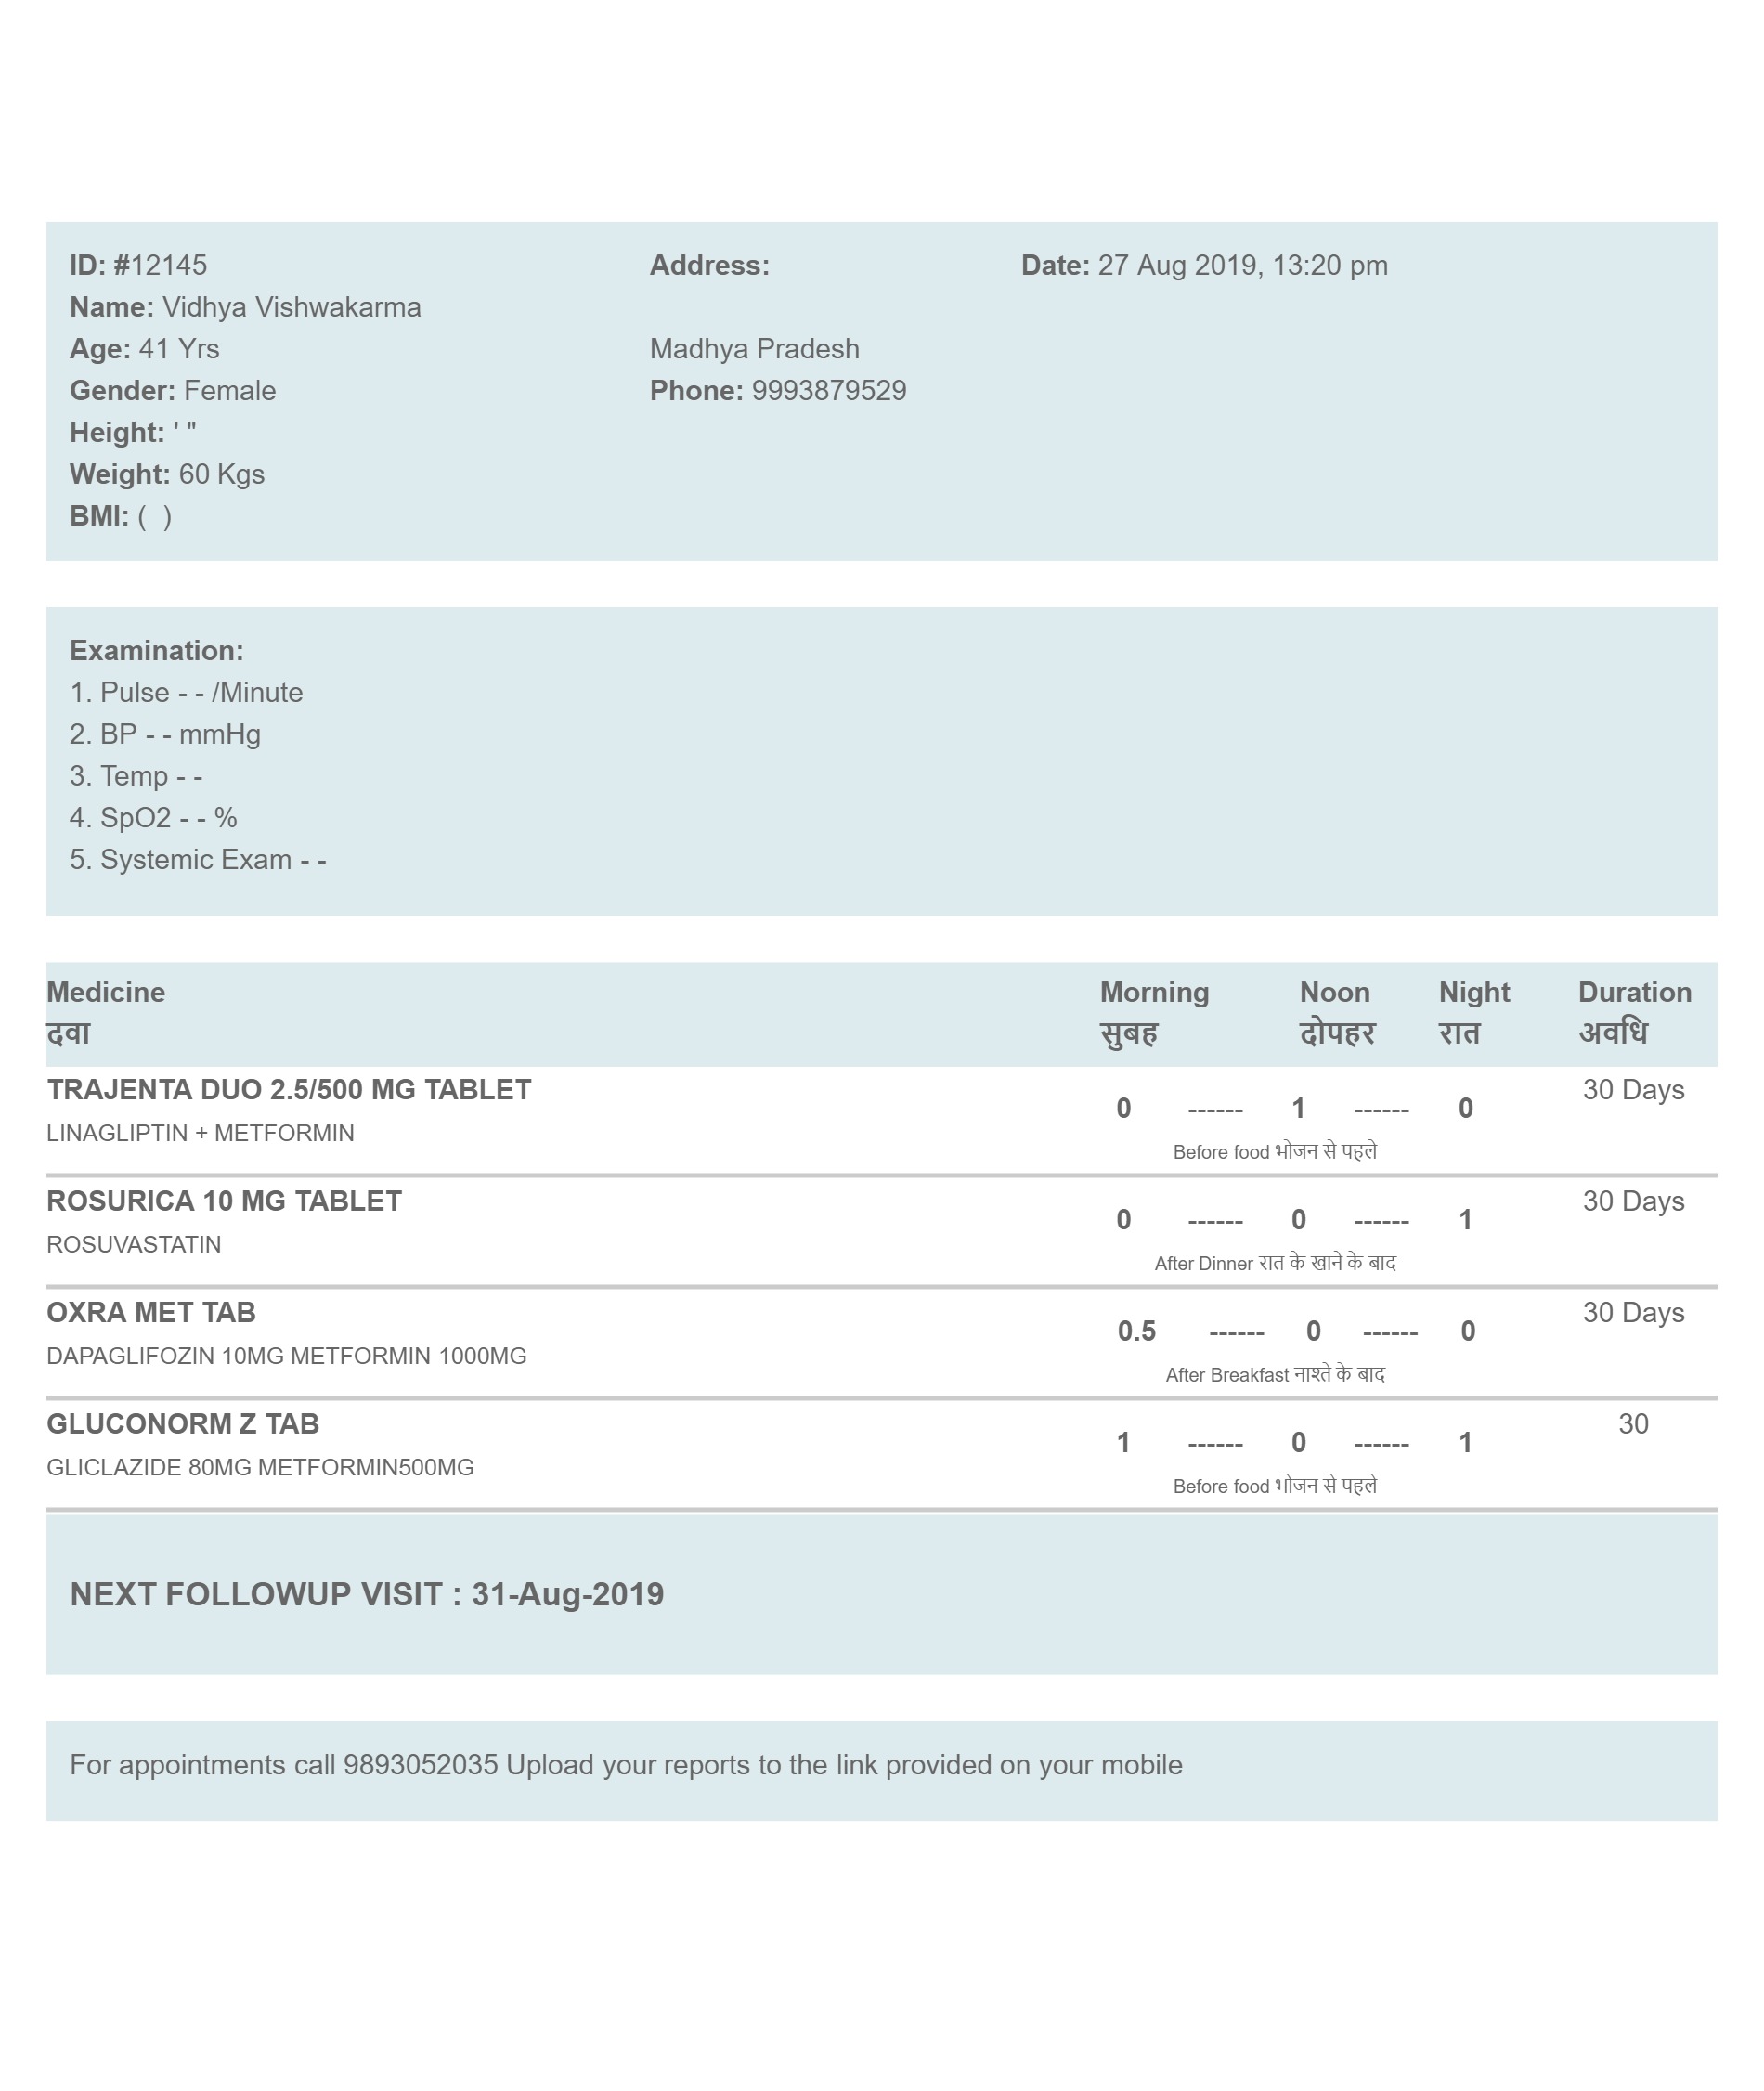 ID: #12145 Address: Date: 27 Aug 2019, 13:20 pm
Name: Vidhya Vishwakarma
Age: 41 Yrs Madhya Pradesh
Gender: Female Phone: 9993879529
Height: ' "
Weight: 60 Kgs
BMI: ( )
Examination:
1. Pulse - - /Minute
2. BP - - mmHg
3. Temp - -
4. SpO2 - - %
5. Systemic Exam - -
Medicine Morning Noon Night Duration
दवा सुबह दोपहर रात अवधि
TRAJENTA DUO 2.5/500 MG TABLET 30 Days
0 ------ 1 ------ 0
LINAGLIPTIN + METFORMIN
Before food भोजन से पहले
ROSURICA 10 MG TABLET 30 Days
0 ------ 0 ------ 1
ROSUVASTATIN
After Dinner रात के खाने के बाद
OXRA MET TAB 30 Days
0.5 ------ 0 ------ 0
DAPAGLIFOZIN 10MG METFORMIN 1000MG
After Breakfast नाश्ते के बाद
GLUCONORM Z TAB 30
1 ------ 0 ------ 1
GLICLAZIDE 80MG METFORMIN500MG
Before food भोजन से पहले
NEXT FOLLOWUP VISIT : 31-Aug-2019
For appointments call 9893052035 Upload your reports to the link provided on your mobile